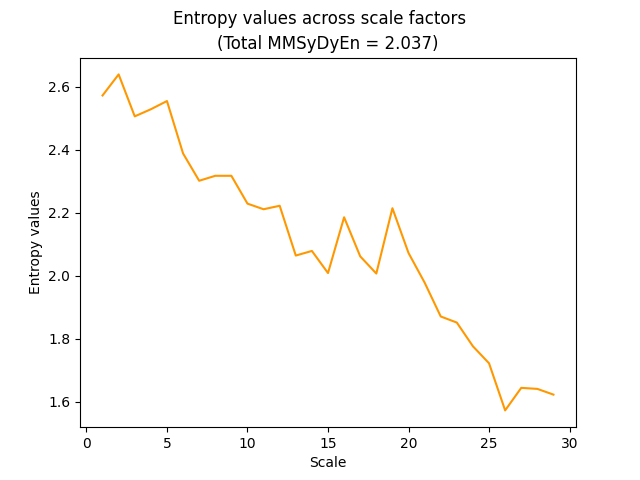 Entropy values across scale factors
(Total MMSyDyEn = 2.037)
Entropy values
2.6
2.4
2.2
2.0
1.8
1.6
0 5 10 15 20 25 30
Scale